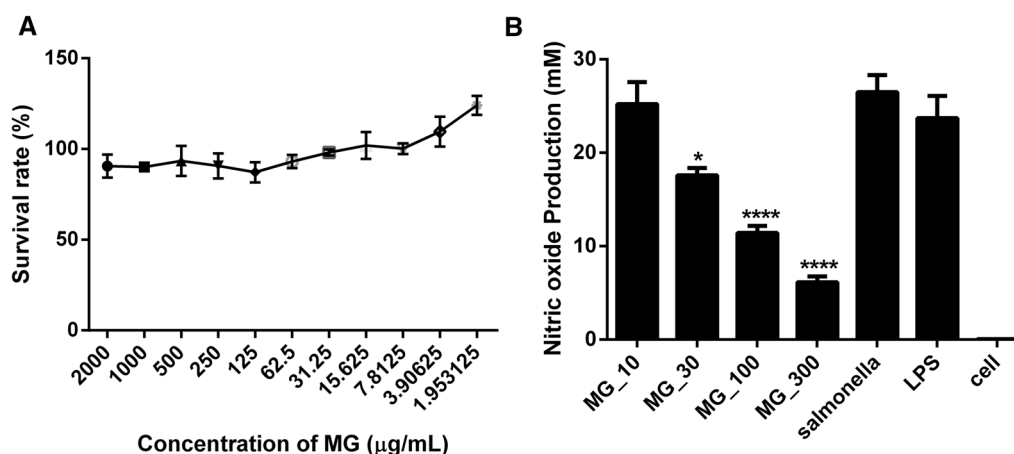 A
Survival rate (%)
150
100
50
0
2000
1000
500
250
125
62.5
31.25
15.625
7.8125
3.90625
1.953125
Concentration of MG (μg/mL)
B
Nitric oxide Production (mM)
30
20
10
0
*
****
****
MG_10
MG_30
MG_100
MG_300
salmonella
LPS
cell